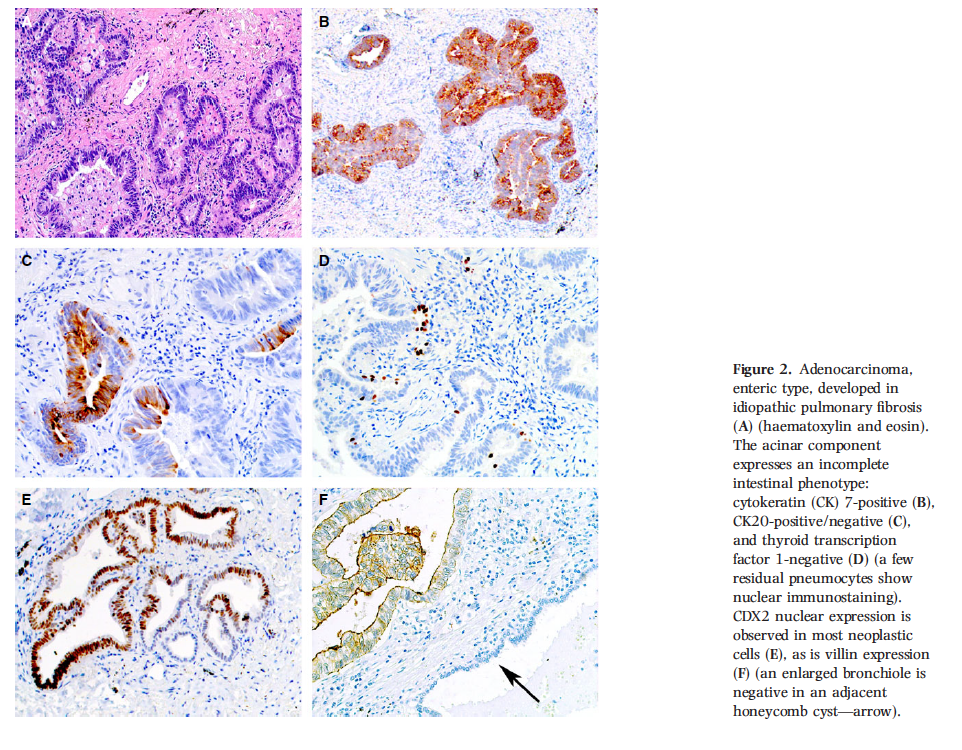 A
B
C
D
E
F
Figure 2. Adenocarcinoma,
enteric type, developed in
idiopathic pulmonary fibrosis
(A) (haematoxylin and eosin).
The acinar component
expresses an incomplete
intestinal phenotype:
cytokeratin (CK) 7-positive (B),
CK20-positive/negative (C),
and thyroid transcription
factor 1-negative (D) (a few
residual pneumocytes show
nuclear immunostaining).
CDX2 nuclear expression is
observed in most neoplastic
cells (E), as is villin expression
(F) (an enlarged bronchiole is
negative in an adjacent
honeycomb cyst—arrow).